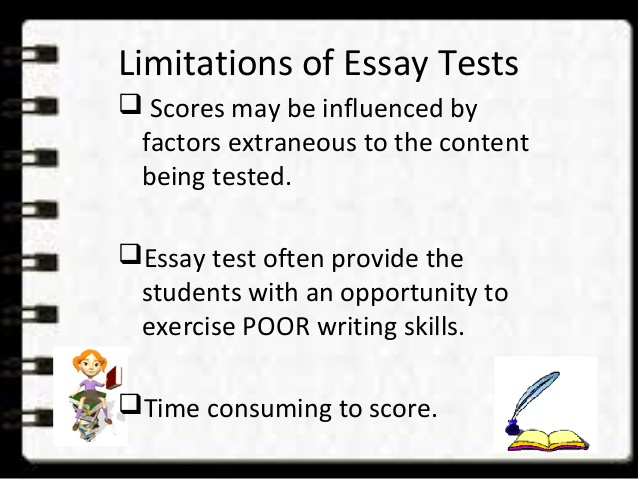 Limitations of Essay Tests
❑ Scores may be influenced by
factors extraneous to the content
being tested.
❑Essay test often provide the
students with an opportunity to
exercise POOR writing skills.
❑Time consuming to score.